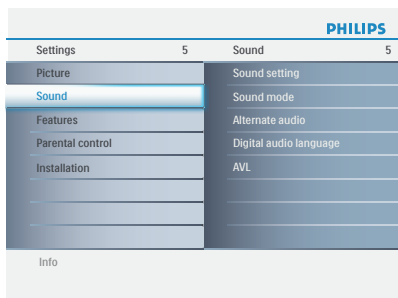 PHILIPS
Settings 5 Sound 5
Picture Sound setting
Sound Sound mode
Features Alternate audio
Parental control Digital audio language
Installation AVL
Info